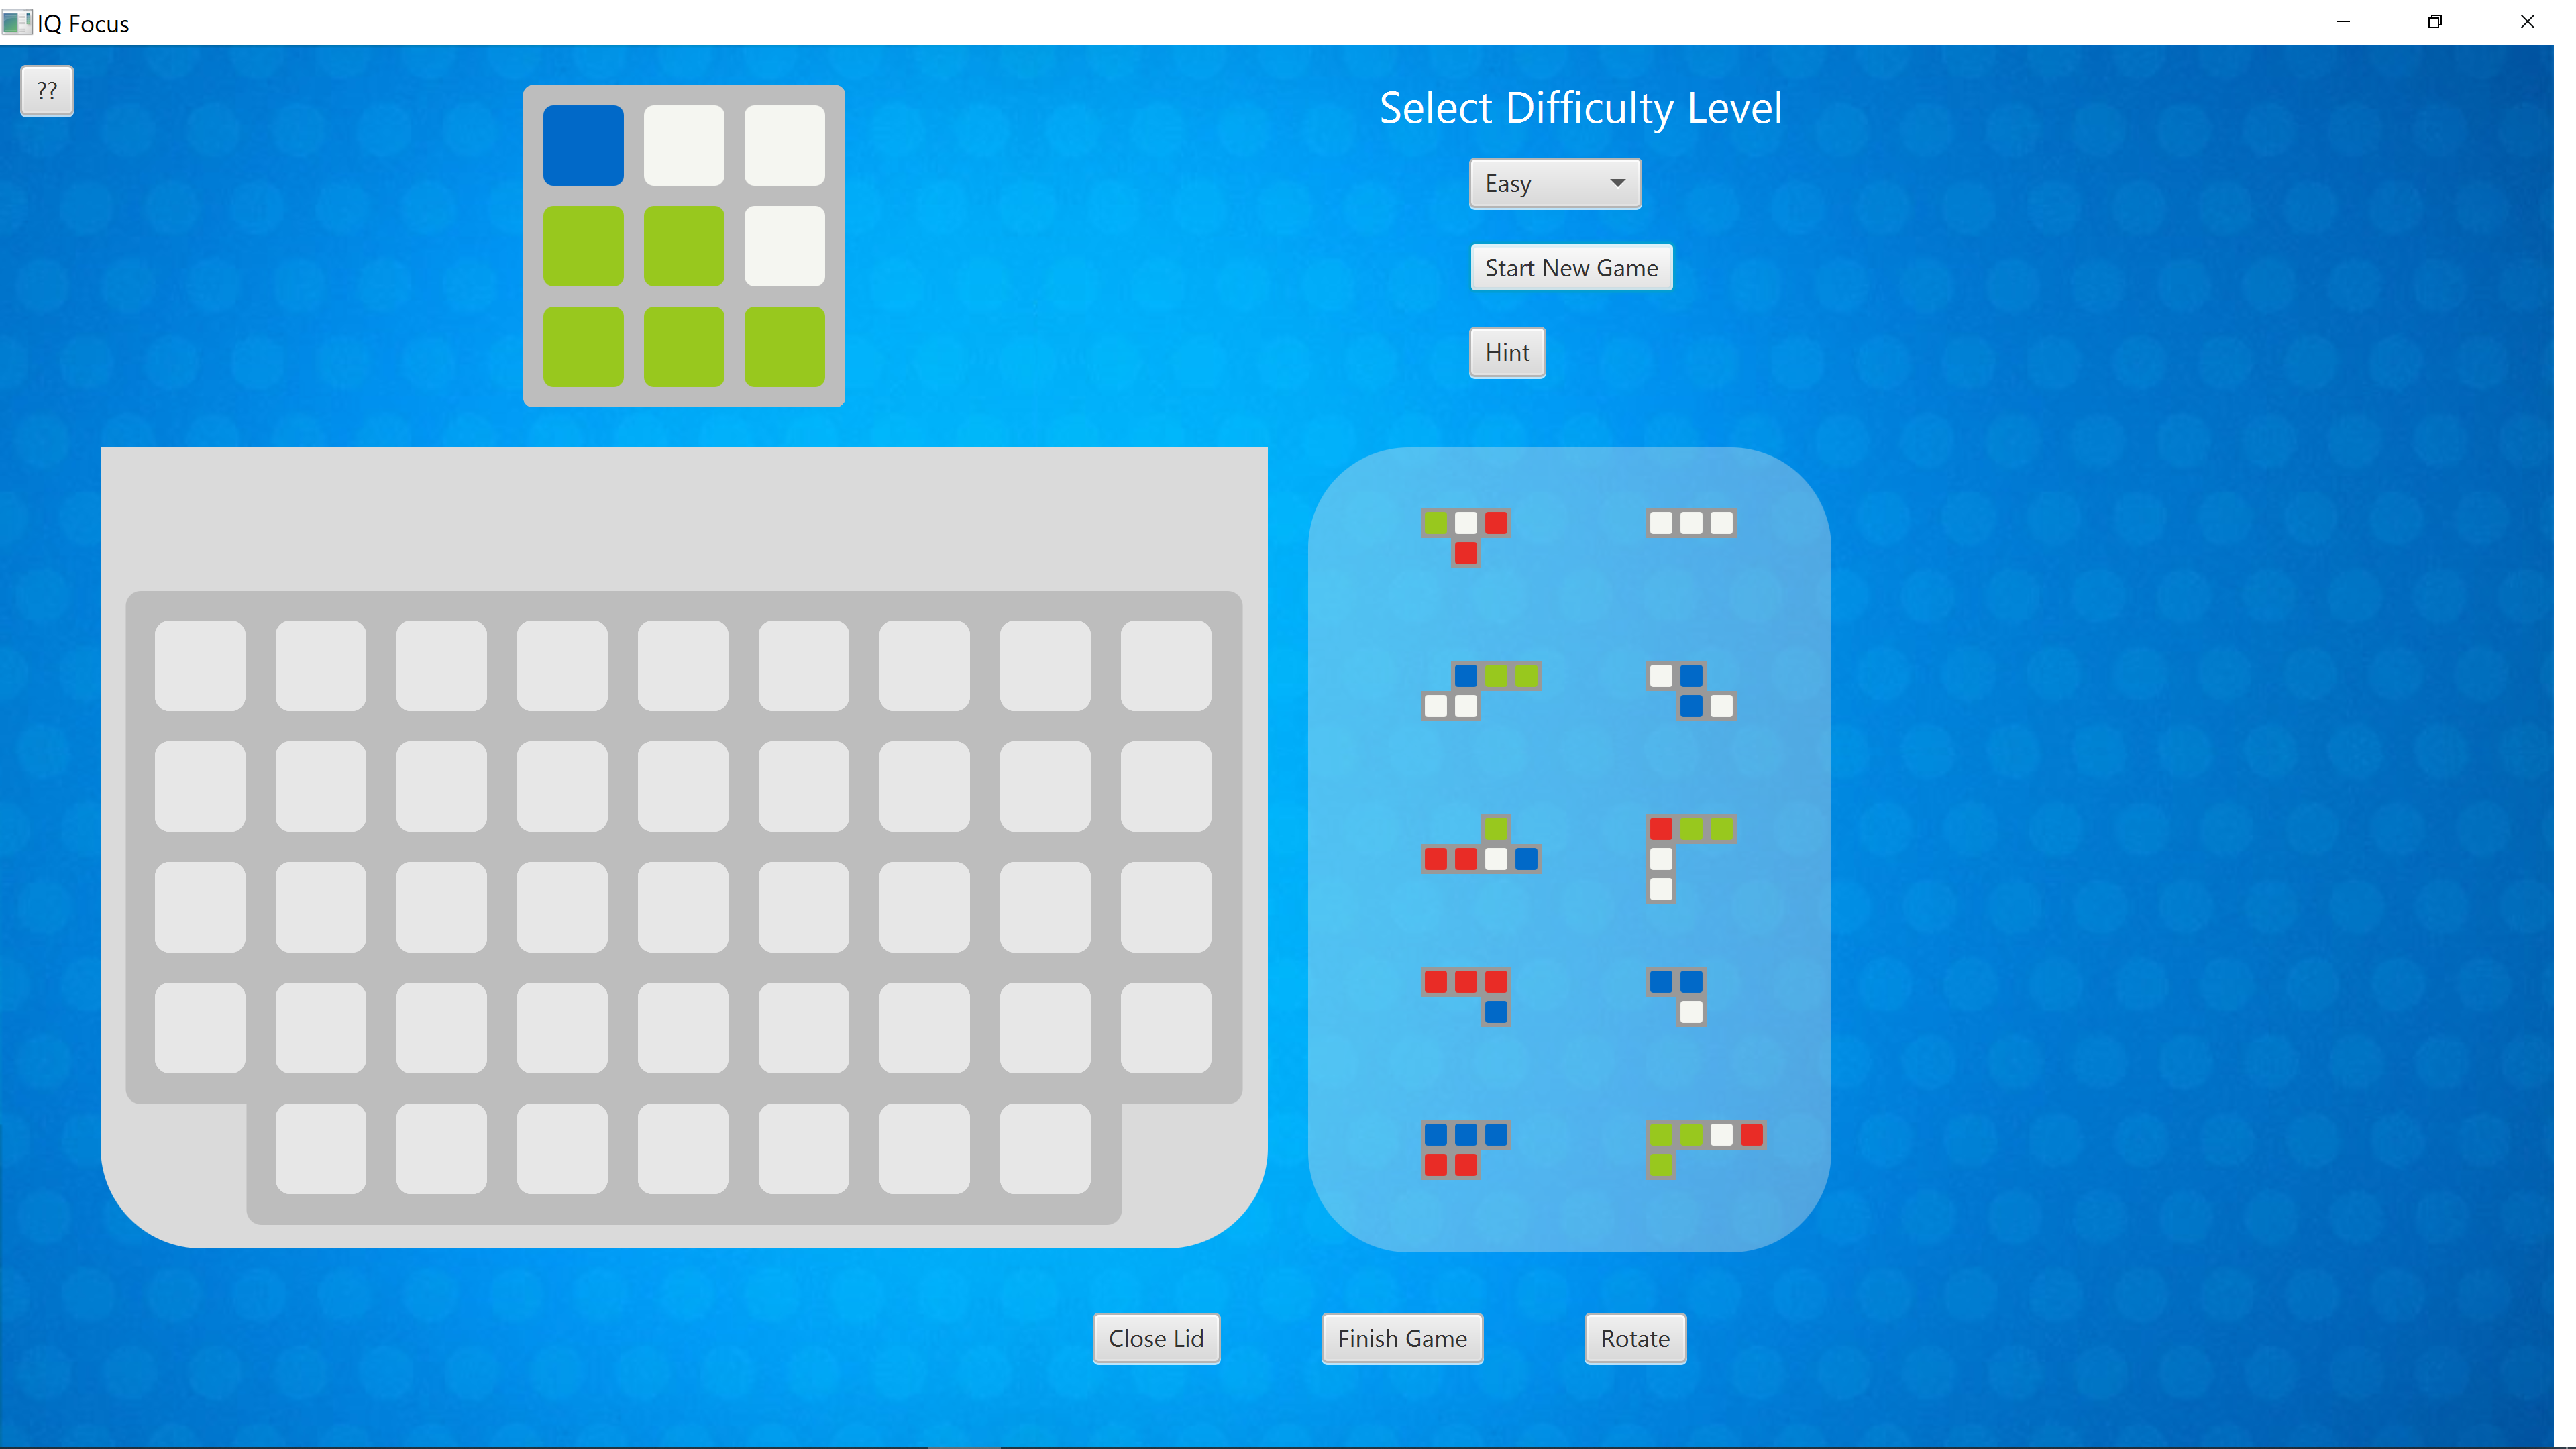 IQ Focus
??
Select Difficulty Level
Easy
Start New Game
Hint
Close Lid
Finish Game
Rotate